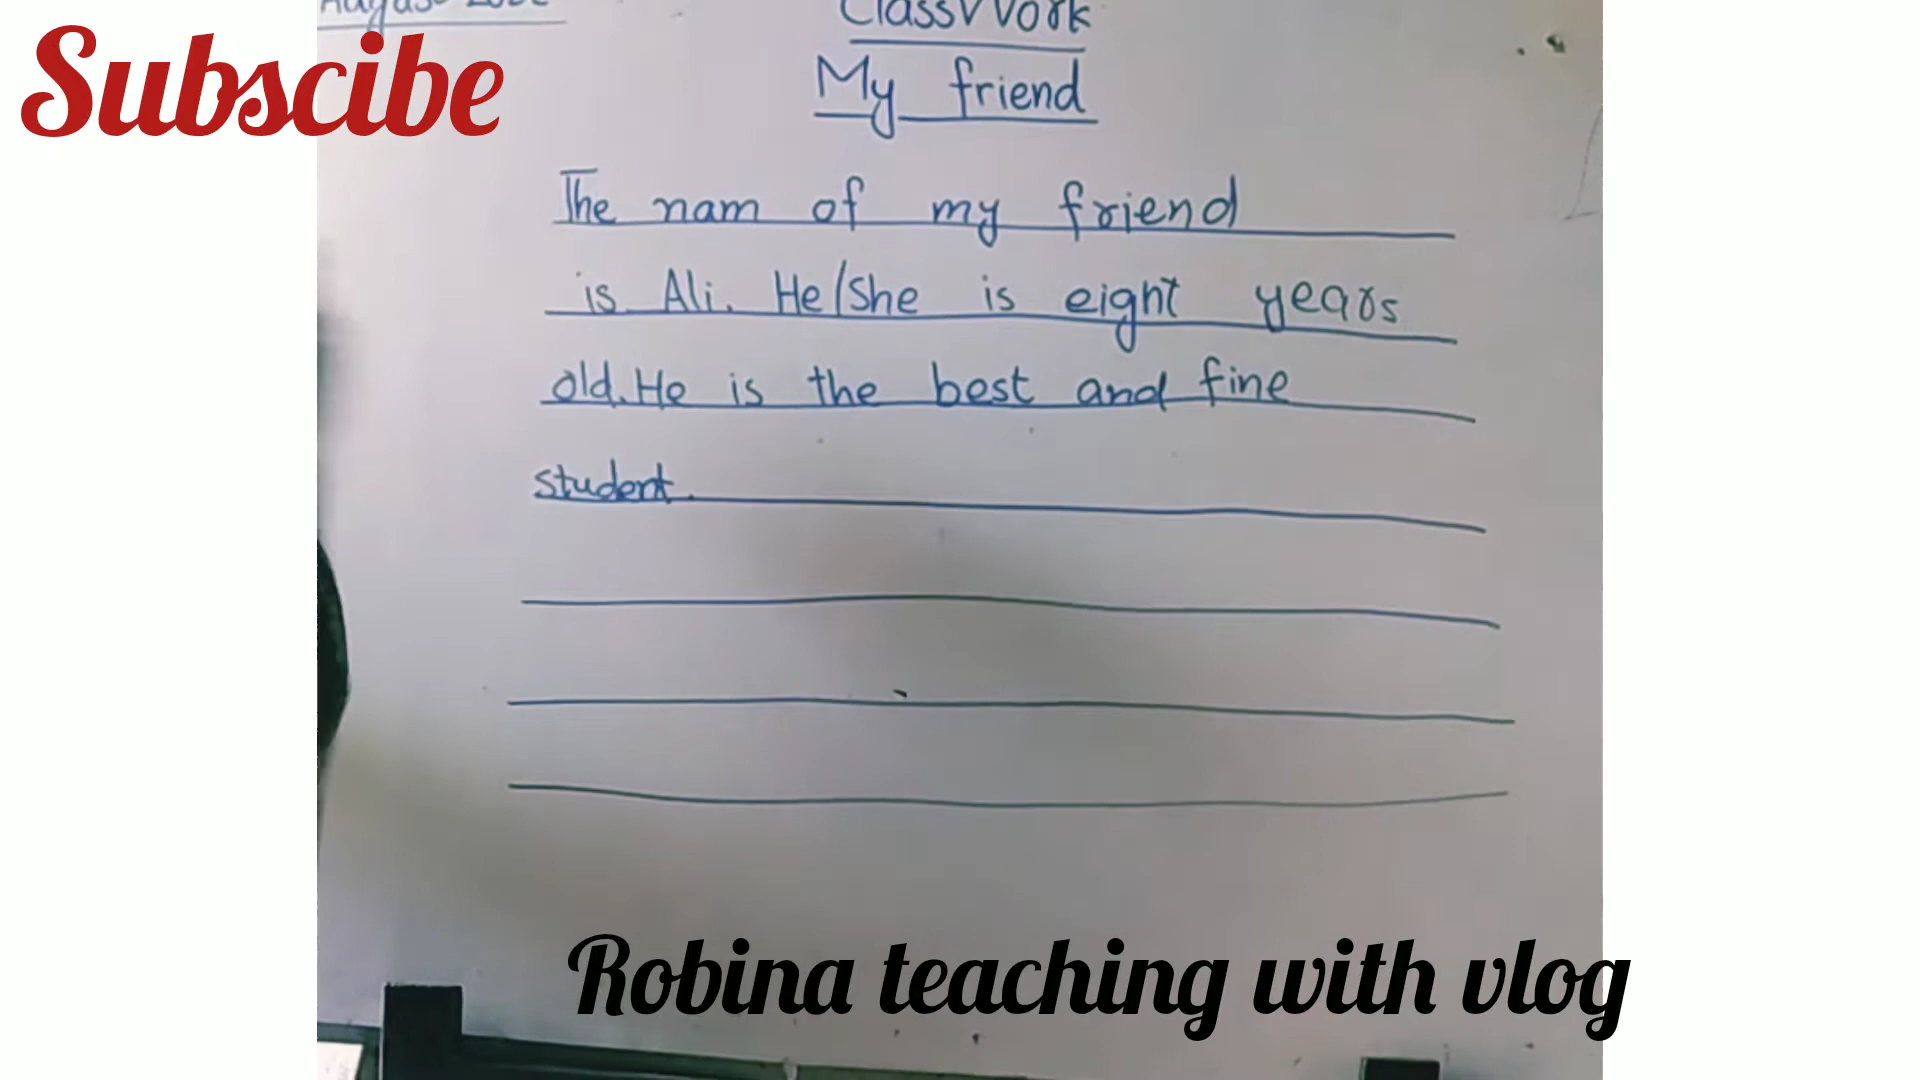 August
Subscibe
ClassWork
My friend
The nam of my friend
is Ali. He/She is eight years
old. He is the best and fine
student.
Robina teaching with vlog